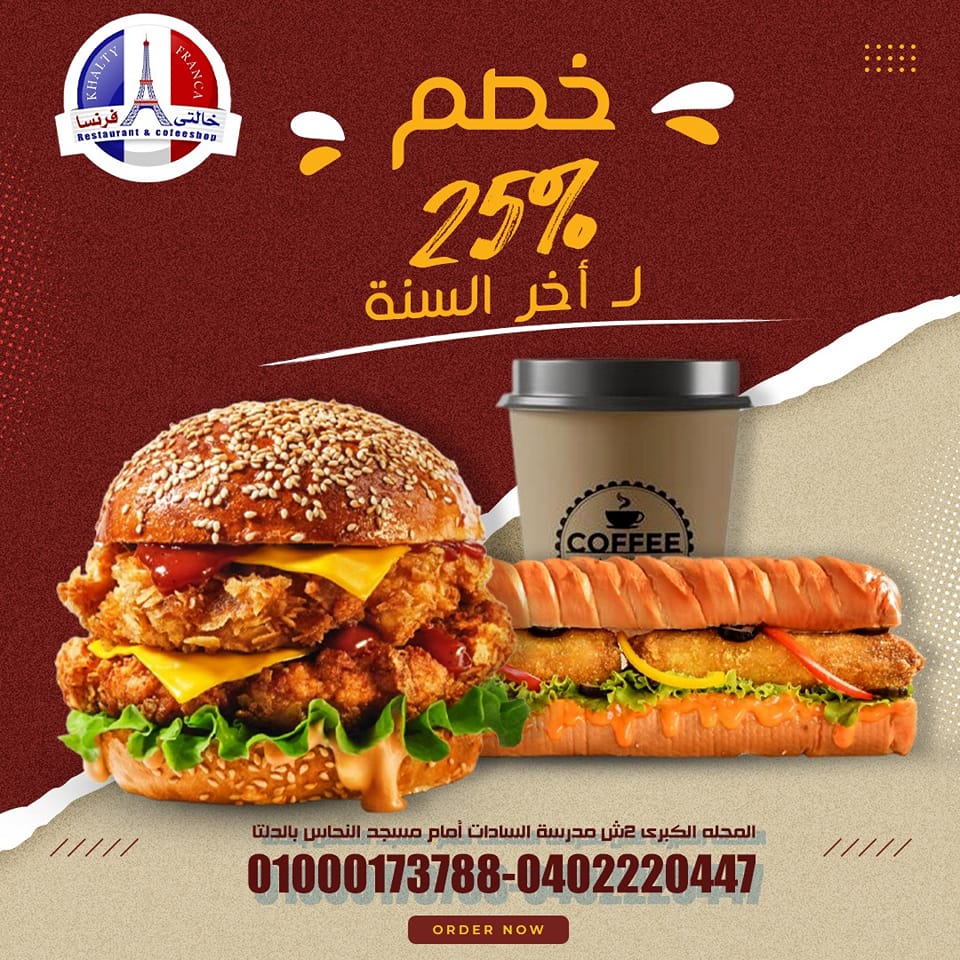 KHALTY FRANCA
خالتى فرنسا
Restaurant & cofeeshop
خصم
25%
لـ أخر السنة
COFFEE
المحله الكبرى 2ش مدرسة السادات أمام مسجد النحاس بالدلتا
01000173788-0402220447
ORDER NOW